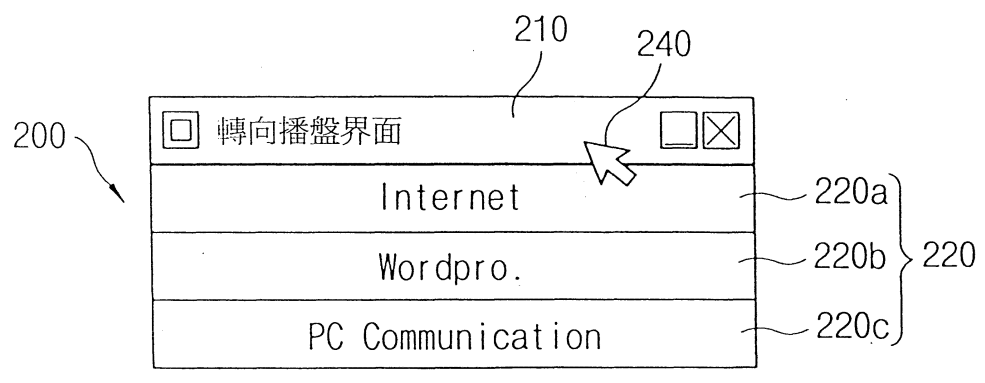 210
240
200
轉向播盤界面
Internet
220a
Wordpro.
220b
220
PC Communication
220c